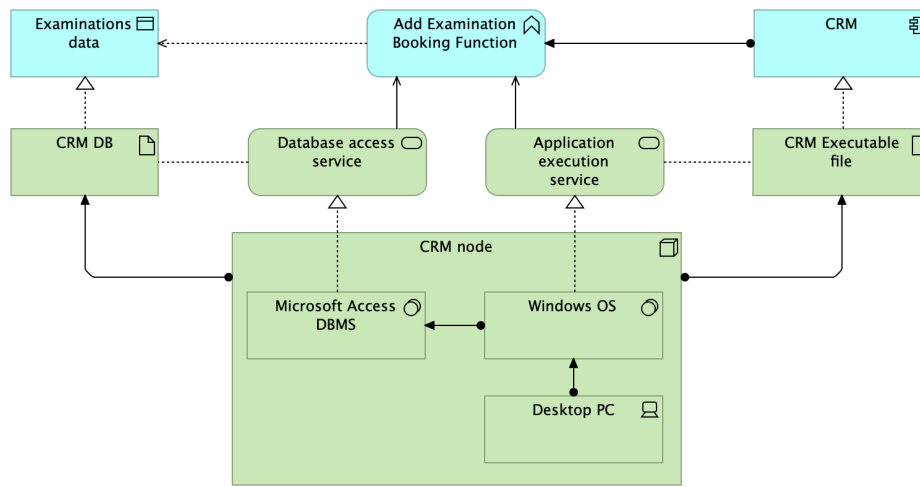 Examinations
data
Add Examination
Booking Function
CRM
CRM DB
Database access
service
Application
execution
service
CRM Executable
file
CRM node
Microsoft Access
DBMS
Windows OS
Desktop PC